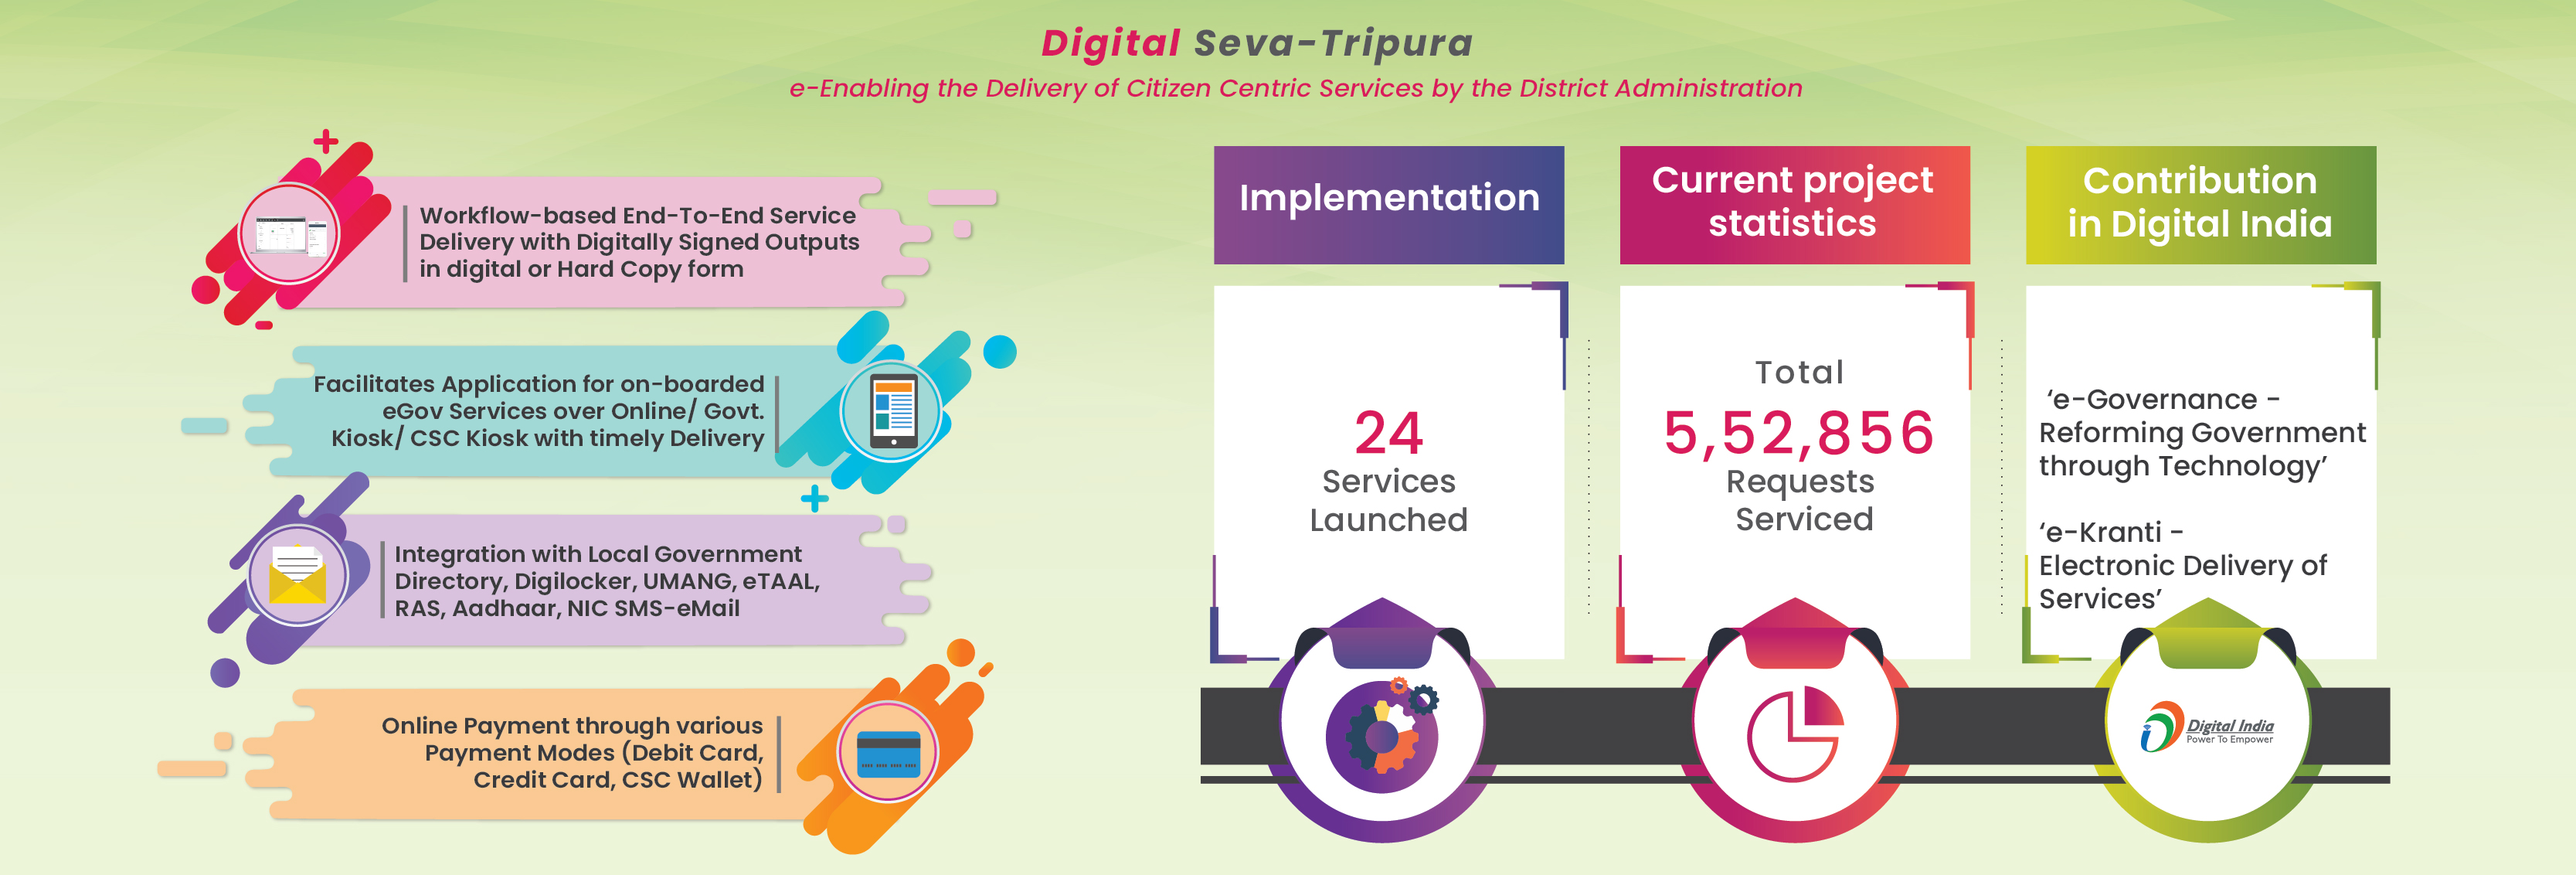 Digital Seva-Tripura
e-Enabling the Delivery of Citizen Centric Services by the District Administration
Workflow-based End-To-End Service
Delivery with Digitally Signed Outputs
in digital or Hard Copy form
Facilitates Application for on-boarded
eGov Services over Online/ Govt.
Kiosk/ CSC Kiosk with timely Delivery
Integration with Local Government
Directory, Digilocker, UMANG, eTAAL,
RAS, Aadhaar, NIC SMS-eMail
Online Payment through various
Payment Modes (Debit Card,
Credit Card, CSC Wallet)
Implementation
24
Services
Launched
Current project
statistics
Total
5,52,856
Requests
Serviced
Contribution
in Digital India
‘e-Governance -
Reforming Government
through Technology’
‘e-Kranti -
Electronic Delivery of
Services’
Digital India
Power To Empower